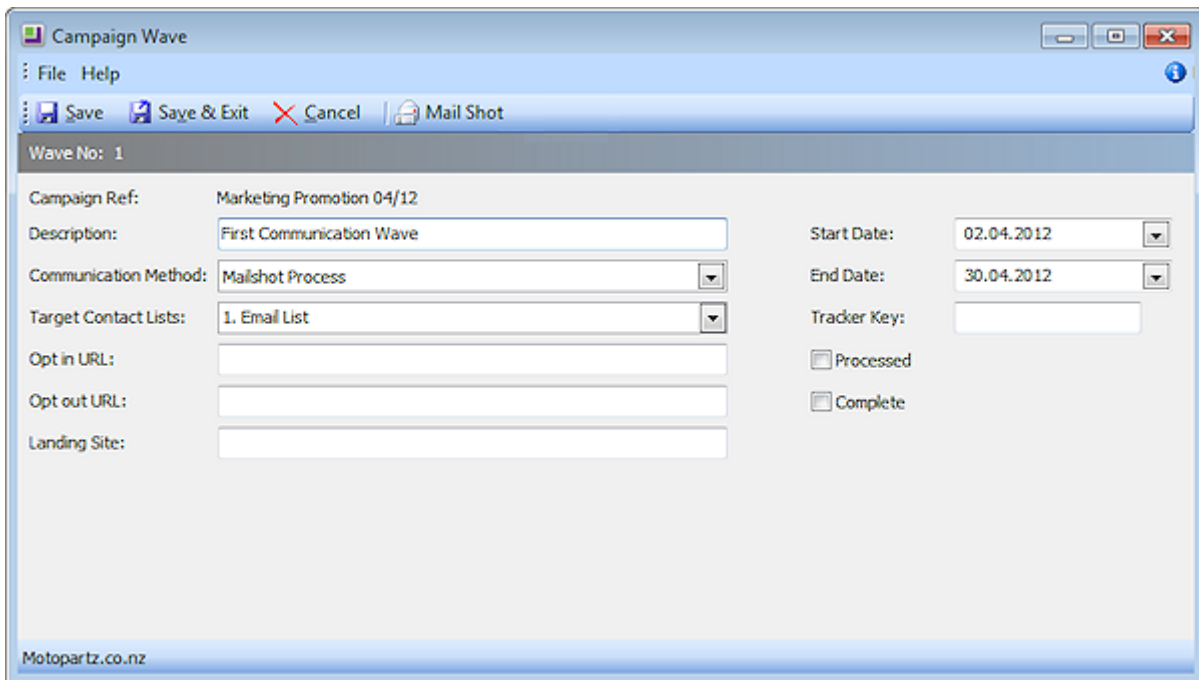 Campaign Wave
File Help
Save Save & Exit Cancel Mail Shot
Wave No: 1
Campaign Ref: Marketing Promotion 04/12
Description: First Communication Wave Start Date: 02.04.2012
Communication Method: Mailshot Process End Date: 30.04.2012
Target Contact Lists: 1. Email List Tracker Key:
Opt in URL: Processed
Opt out URL: Complete
Landing Site:
Motopartz.co.nz